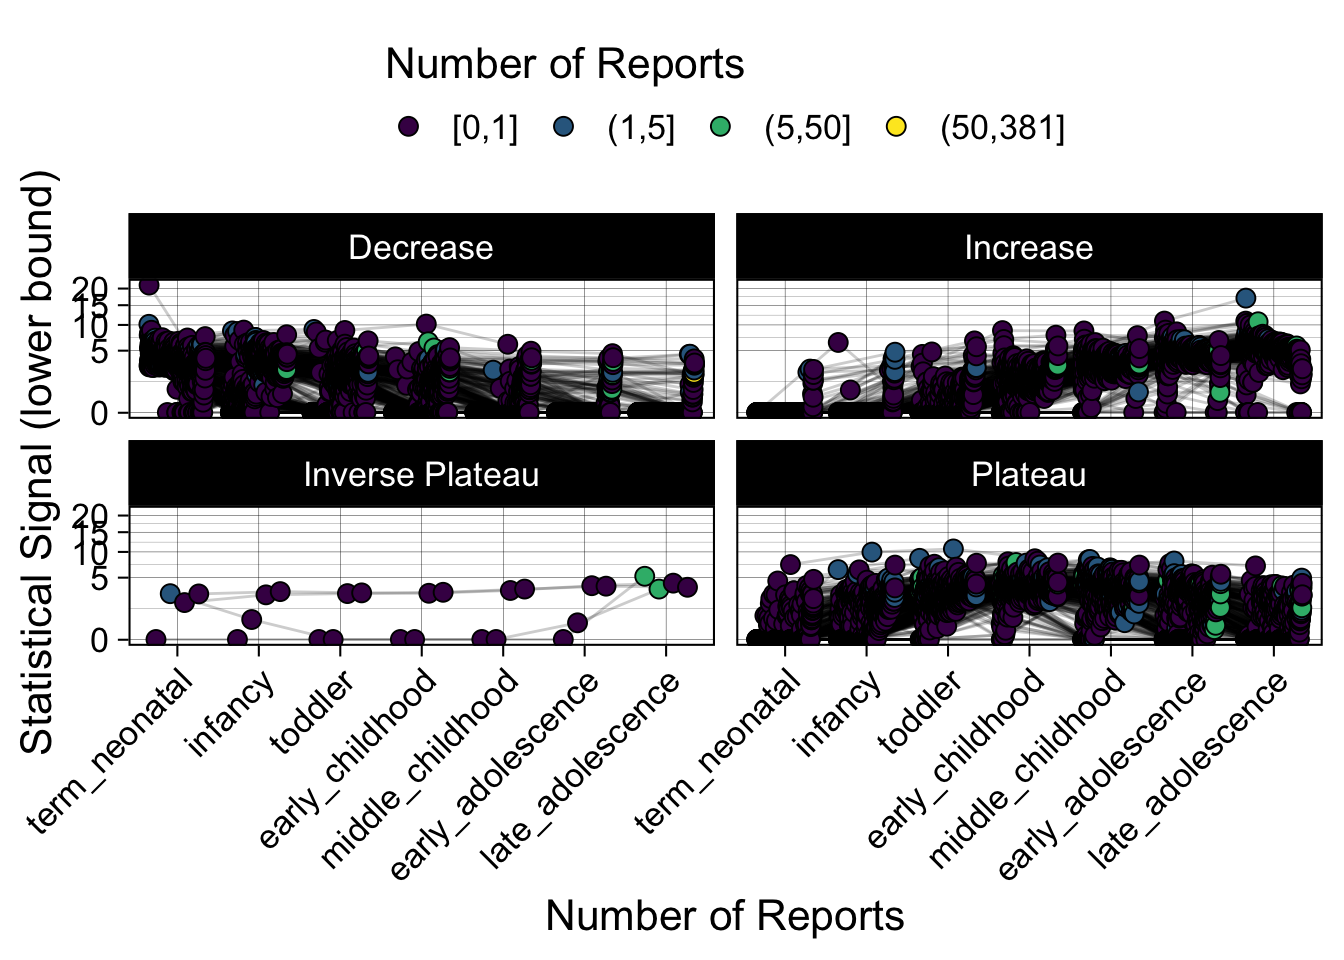 Number of Reports
[0,1] (1,5] (5,50] (50,381]
Statistical Signal (lower bound)
Decrease Increase
20
15
10
5
0
Inverse Plateau Plateau
20
15
10
5
0
term_neonatal infancy toddler early_childhood middle_childhood early_adolescence late_adolescence
term_neonatal infancy toddler early_childhood middle_childhood early_adolescence late_adolescence
Number of Reports